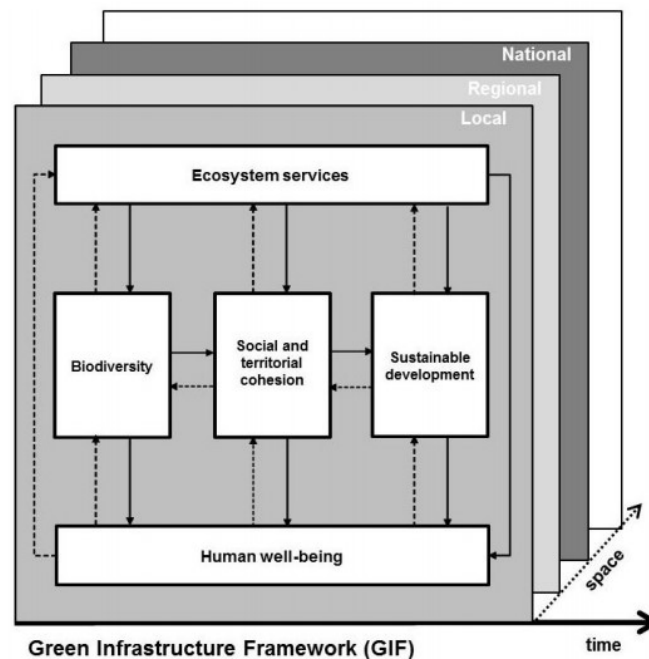 National
Regional
Local
Ecosystem services
Biodiversity
Social and
territorial
cohesion
Sustainable
development
Human well-being
space
Green Infrastructure Framework (GIF)
time